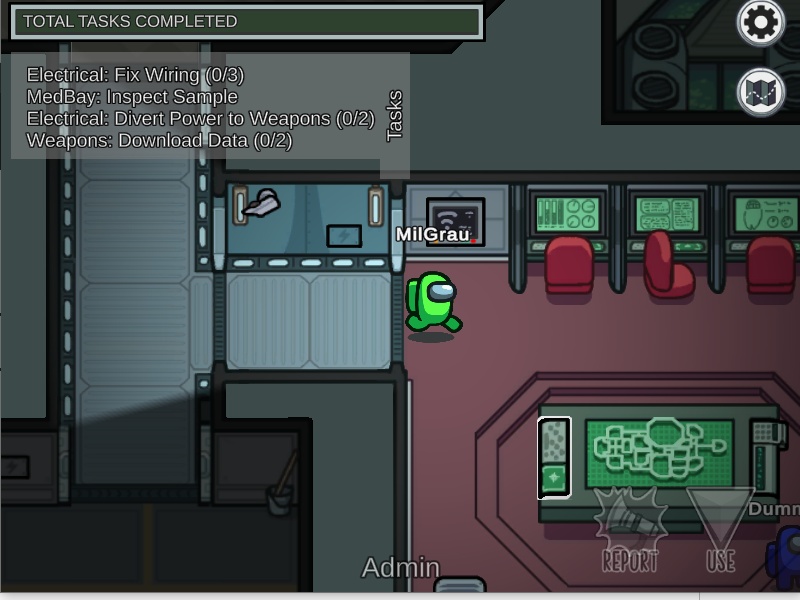 TOTAL TASKS COMPLETED
Electrical: Fix Wiring (0/3)
MedBay: Inspect Sample
Electrical: Divert Power to Weapons (0/2)
Weapons: Download Data (0/2)
Tasks
MilGrau
Dumm
REPORT
USE
Admin